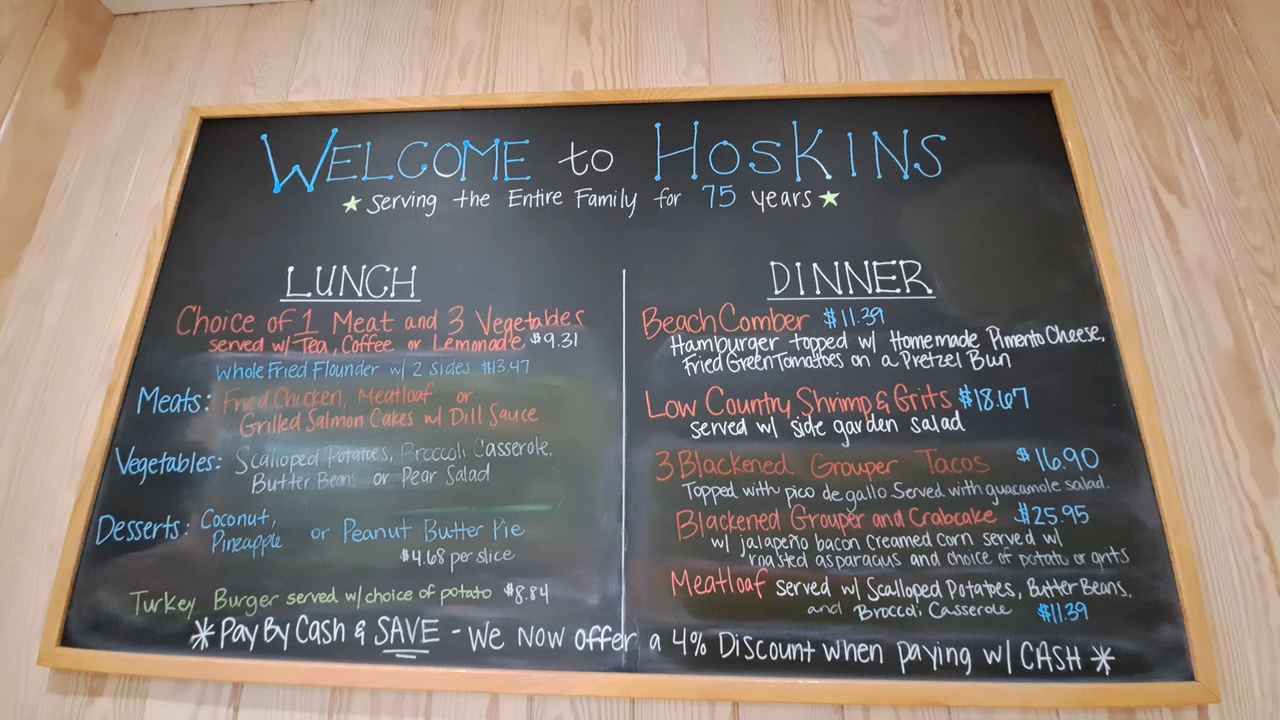 WELCOME to HOSKINS
★ Serving the Entire Family for 75 years ★
LUNCH
Choice of 1 Meat and 3 Vegetables
served w/ Tea, Coffee or Lemonade $9.31
Whole Fried Flounder w/ 2 sides $13.47
Meats: Fried Chicken, Meatloaf or
Grilled Salmon Cakes w/ Dill Sauce
Vegetables: Scalloped Potatoes, Broccoli Casserole,
Butter Beans or Pear Salad
Desserts: Coconut,
Pineapple or Peanut Butter Pie
$4.68 per slice
Turkey Burger served w/ choice of potato $8.84
DINNER
Beach Comber $11.39
Hamburger topped w/ Homemade Pimento Cheese,
Fried Green Tomatoes on a Pretzel Bun
Low Country Shrimp & Grits $18.67
served w/ side garden salad
3 Blackened Grouper Tacos $16.90
Topped with pico de gallo. Served with guacamole salad.
Blackened Grouper and Crabcake $25.95
w/ jalapeño bacon creamed corn served w/
roasted asparagus and choice of potato or grits
Meatloaf served w/ Scalloped Potatoes, Butter Beans,
and Broccoli Casserole $11.39
* Pay By Cash & SAVE - We Now offer a 4% Discount when paying w/ CASH *